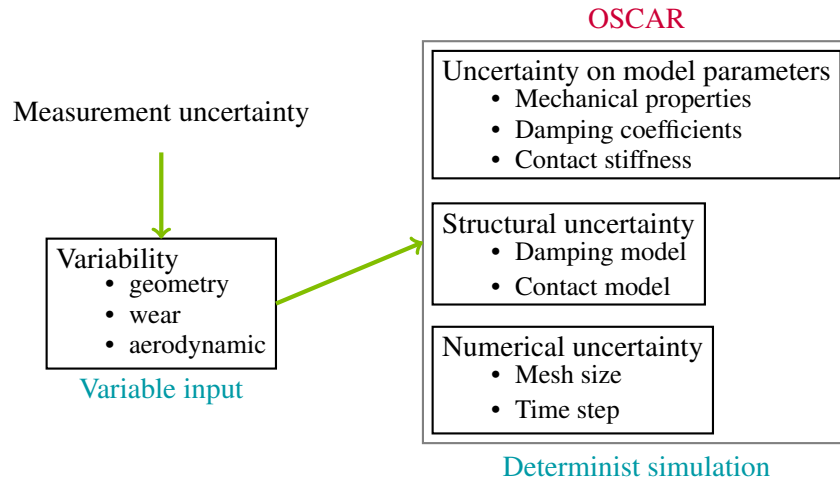 Measurement uncertainty
Variability
• geometry
• wear
• aerodynamic
Variable input
OSCAR
Uncertainty on model parameters
• Mechanical properties
• Damping coefficients
• Contact stiffness
Structural uncertainty
• Damping model
• Contact model
Numerical uncertainty
• Mesh size
• Time step
Determinist simulation